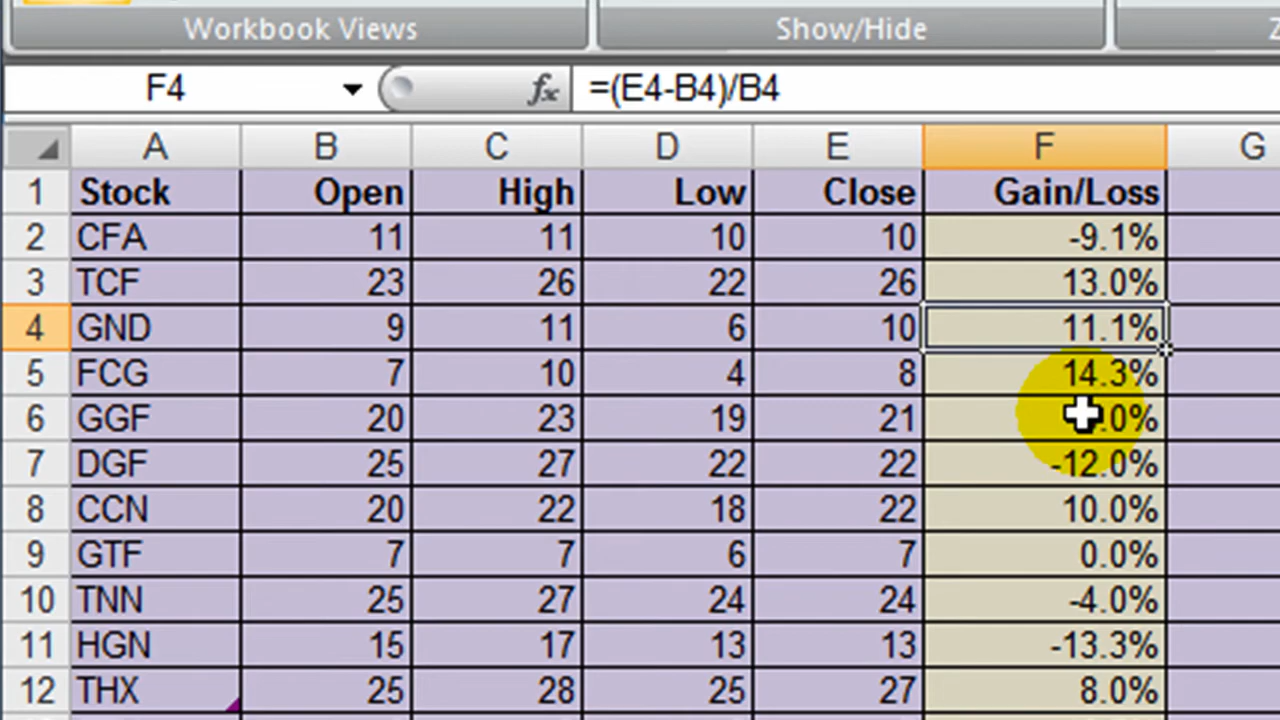 Workbook Views Show/Hide Z
F4 fx =(E4-B4)/B4
A B C D E F G
1 Stock Open High Low Close Gain/Loss
2 CFA 11 11 10 10 -9.1%
3 TCF 23 26 22 26 13.0%
4 GND 9 11 6 10 11.1%
5 FCG 7 10 4 8 14.3%
6 GGF 20 23 19 21 .0%
7 DGF 25 27 22 22 -12.0%
8 CCN 20 22 18 22 10.0%
9 GTF 7 7 6 7 0.0%
10 TNN 25 27 24 24 -4.0%
11 HGN 15 17 13 13 -13.3%
12 THX 25 28 25 27 8.0%